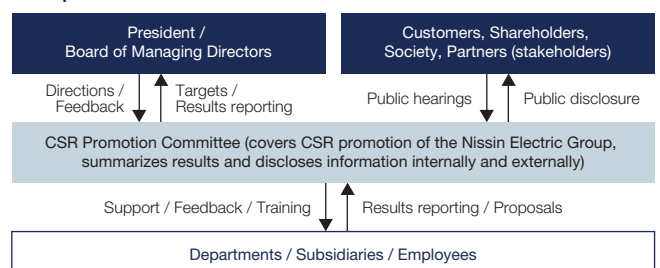 President /
Board of Managing Directors
Customers, Shareholders,
Society, Partners (stakeholders)
Directions /
Feedback
Targets /
Results reporting
Public hearings
Public disclosure
CSR Promotion Committee (covers CSR promotion of the Nissin Electric Group,
summarizes results and discloses information internally and externally)
Support / Feedback / Training
Results reporting / Proposals
Departments / Subsidiaries / Employees